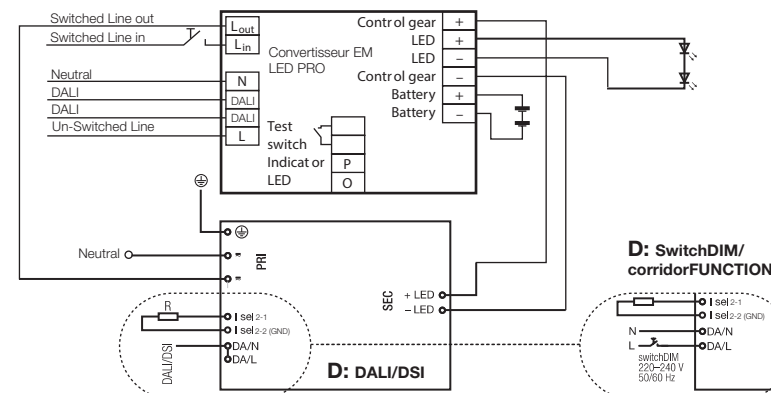 Switched Line out
Switched Line in
Neutral
DALI
DALI
Un-Switched Line
Lout
Lin
N
DALI
DALI
L
Convertisseur EM
LED PRO
Test
switch
Indicat or
LED
P
O
Control gear +
LED +
LED –
Control gear –
Battery +
Battery –
Neutral
PRI
SEC
+ LED
– LED
R
I sel 2-1
I sel 2-2 (GND)
DA/N
DA/L
DALI/DSI
D: DALI/DSI
D: SwitchDIM/
corridorFUNCTION
I sel 2-1
I sel 2-2 (GND)
N
DA/N
L
DA/L
switchDIM
220–240 V
50/60 Hz